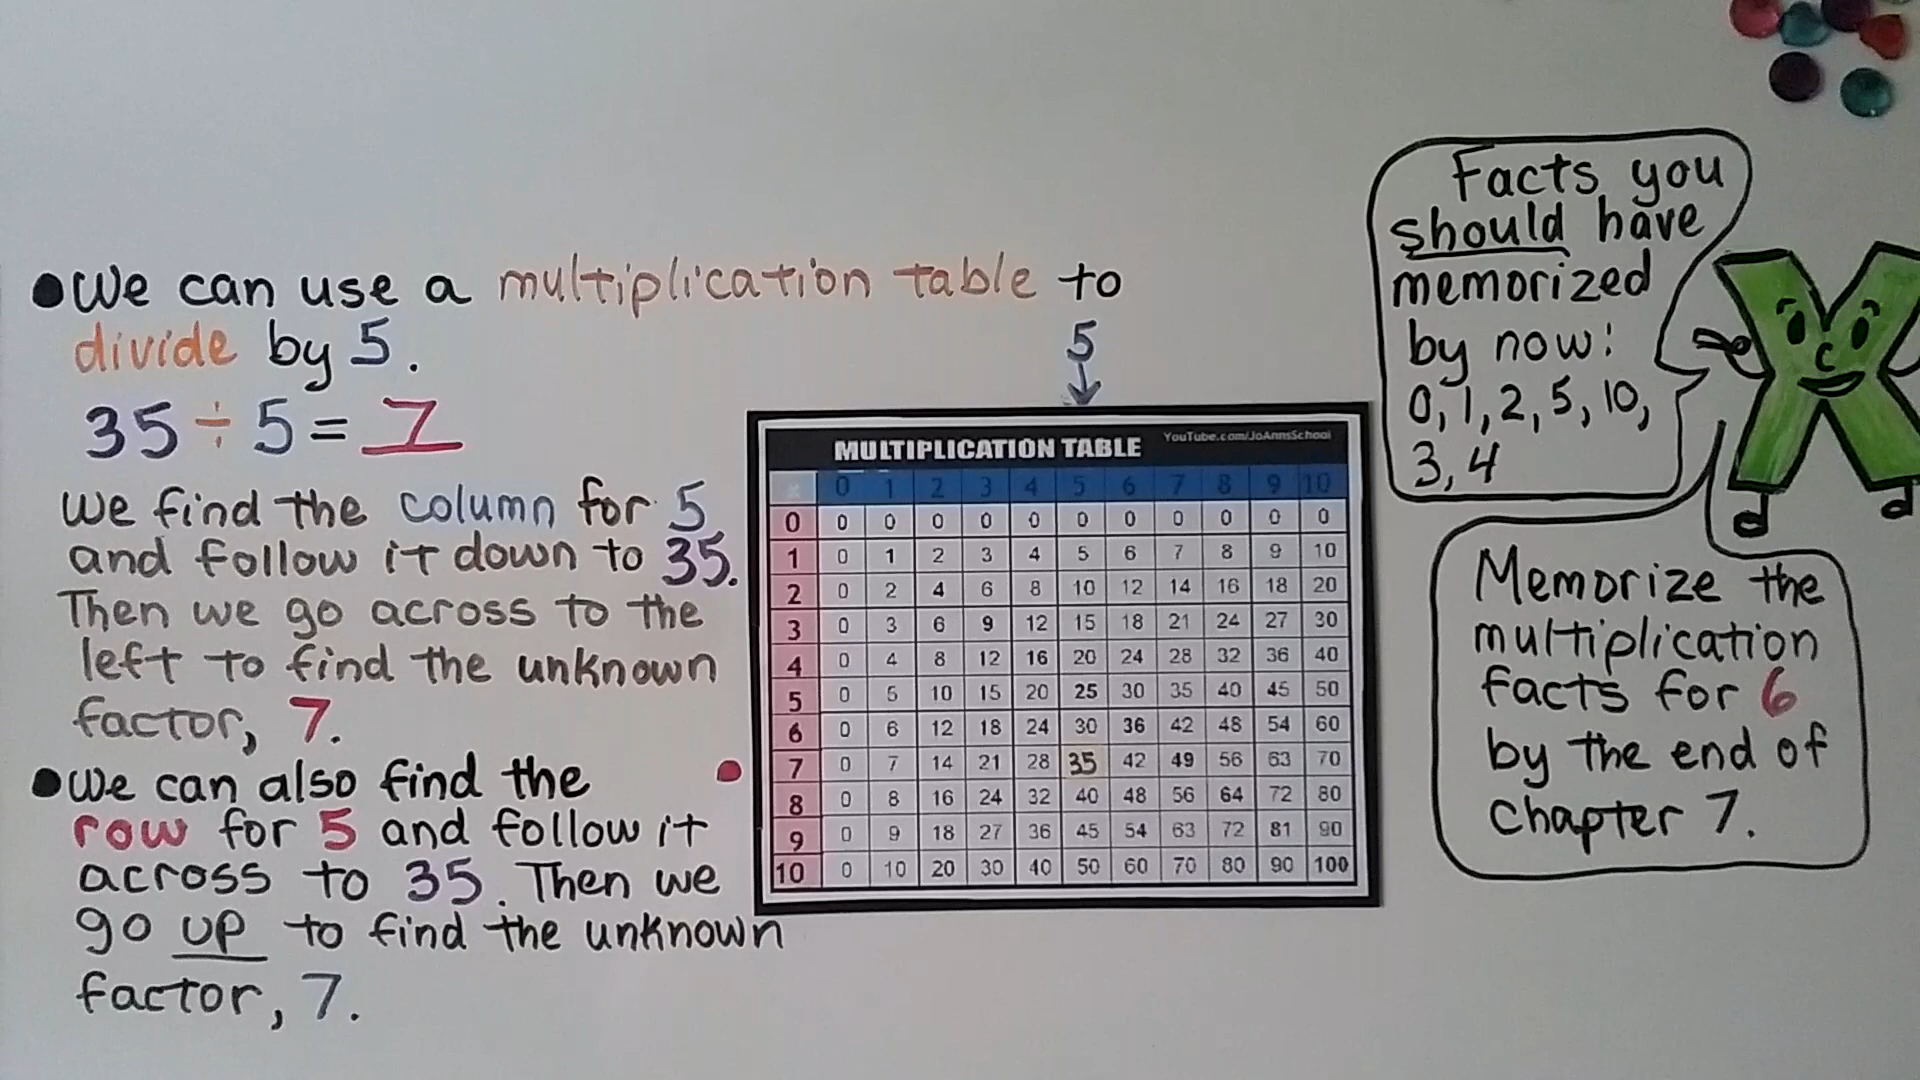 •We can use a multiplication table to
divide by 5.
35 ÷ 5 = 7
We find the column for 5
and follow it down to 35.
Then we go across to the
left to find the unknown
factor, 7.
•We can also find the
row for 5 and follow it
across to 35. Then we
go up to find the unknown
factor, 7.
5
MULTIPLICATION TABLE YouTube.com/JoAnnsSchool
× 0 1 2 3 4 5 6 7 8 9 10
0 0 0 0 0 0 0 0 0 0 0 0
1 0 1 2 3 4 5 6 7 8 9 10
2 0 2 4 6 8 10 12 14 16 18 20
3 0 3 6 9 12 15 18 21 24 27 30
4 0 4 8 12 16 20 24 28 32 36 40
5 0 5 10 15 20 25 30 35 40 45 50
6 0 6 12 18 24 30 36 42 48 54 60
7 0 7 14 21 28 35 42 49 56 63 70
8 0 8 16 24 32 40 48 56 64 72 80
9 0 9 18 27 36 45 54 63 72 81 90
10 0 10 20 30 40 50 60 70 80 90 100
Facts you
should have
memorized
by now:
0, 1, 2, 5, 10,
3, 4
Memorize the
multiplication
facts for 6
by the end of
chapter 7.